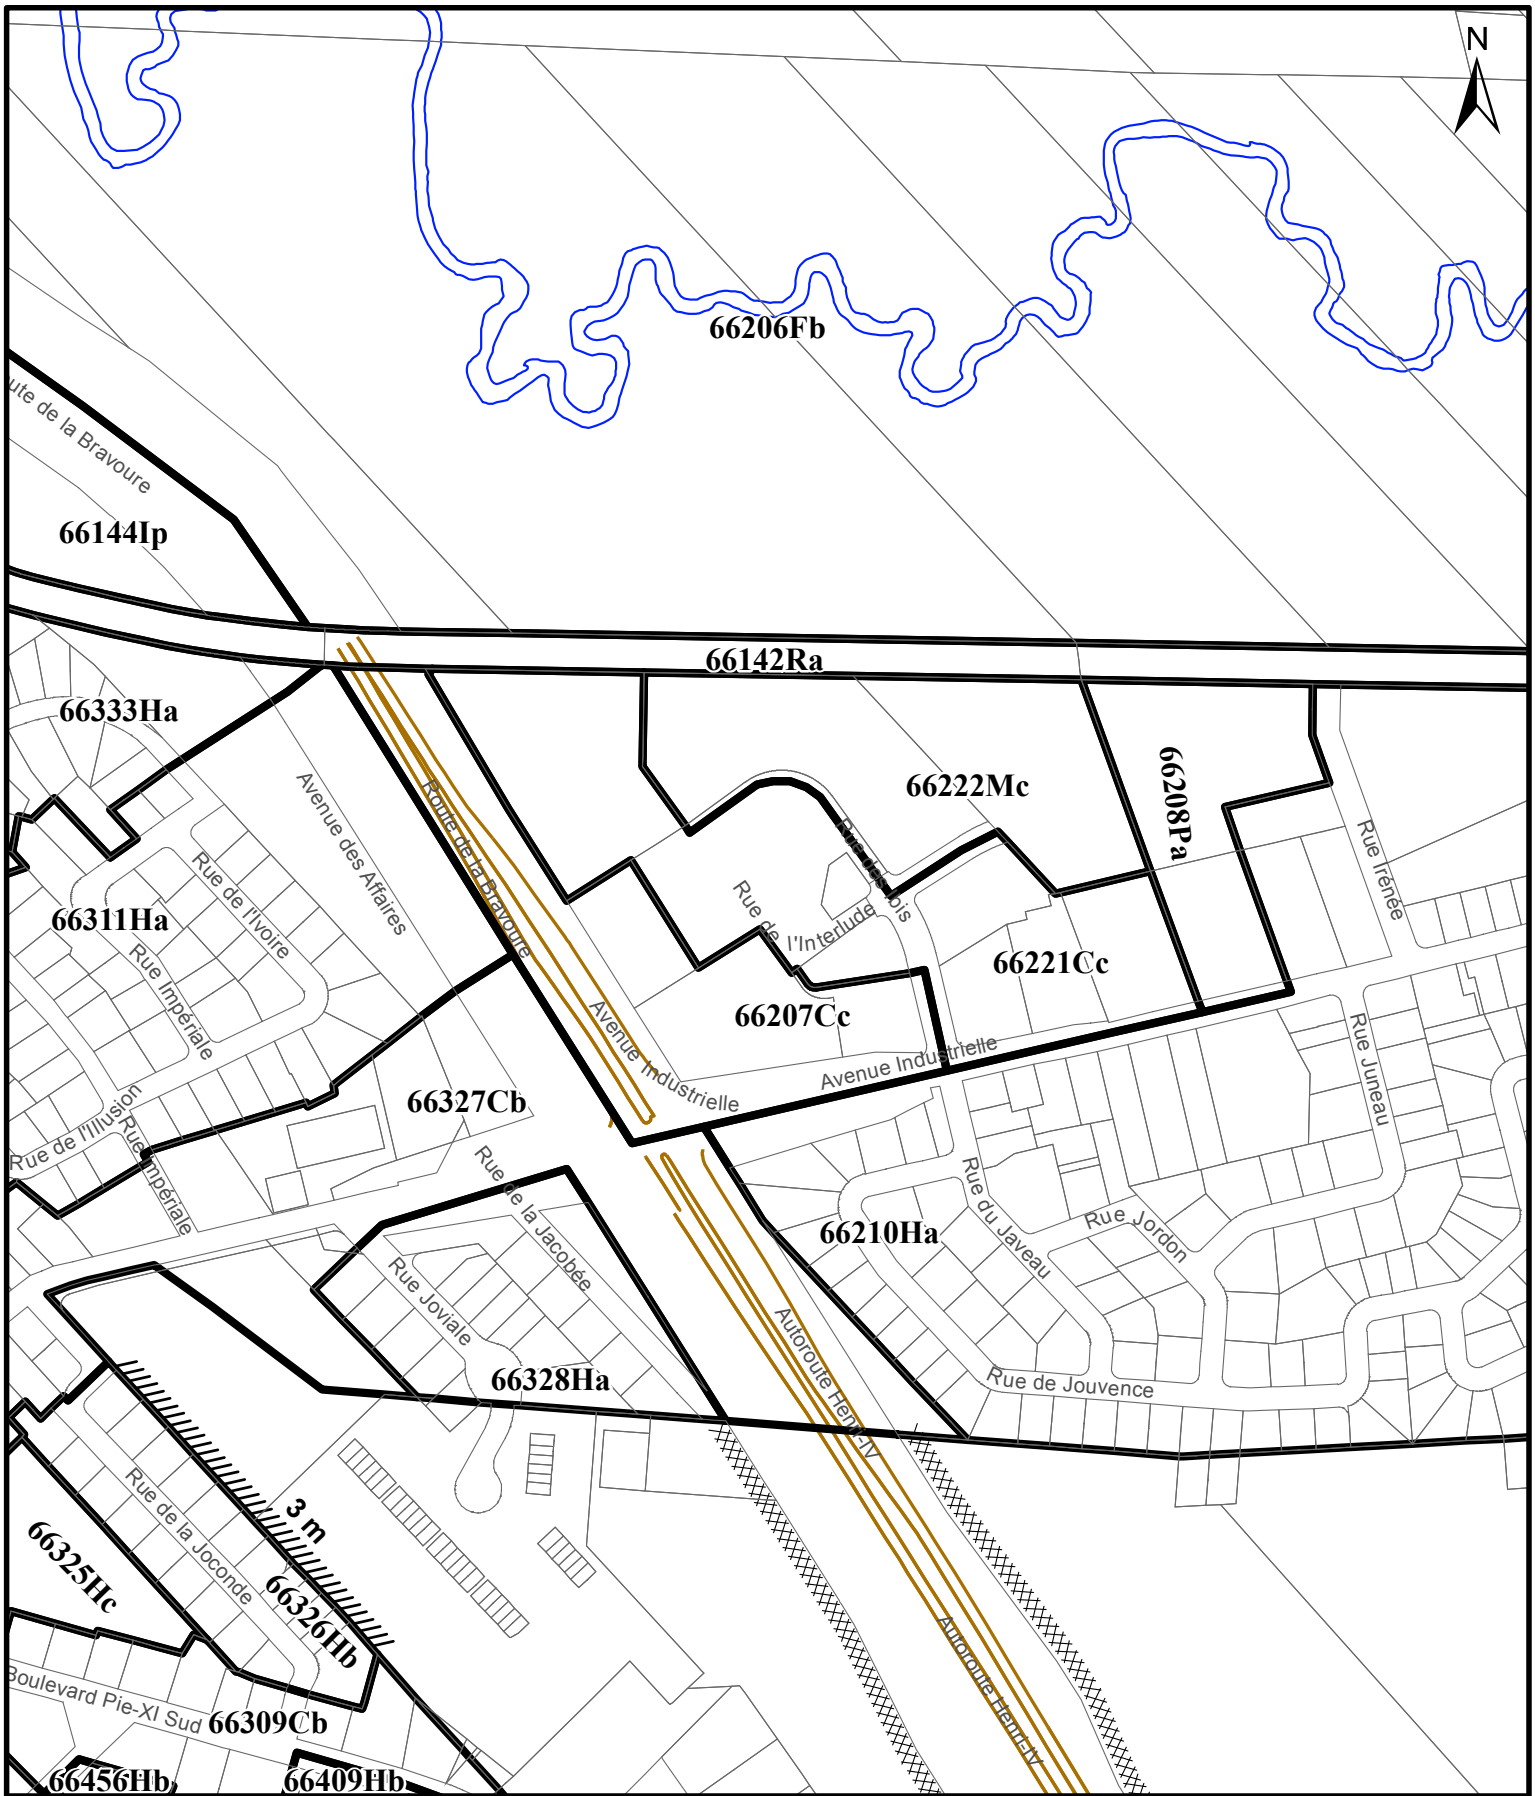 N
66206Fb
ute de la Bravoure
66144Ip
66142Ra
66333Ha
66222Mc
66208Pa
Avenue des Affaires
Route de la Bravoure
Rue des Ibis
Rue Irénée
Rue de l'Ivoire
66311Ha
Rue de
l'Interlude
Rue Impériale
66221Cc
66207Cc
Avenue Industrielle
Avenue Industrielle
Rue Juneau
66327Cb
Rue de l'Illusion
Rue Impériale
Rue de la Jacobée
Rue du Javeau
Rue Jordon
66210Ha
Rue Joviale
66328Ha
Autoroute Henri-IV
Rue de Jouvence
3 m
Rue de la Joconde
66325Hc
66326Hb
Autoroute Henri-IV
Boulevard Pie-XI Sud
66309Cb
66456Hb
66409Hb